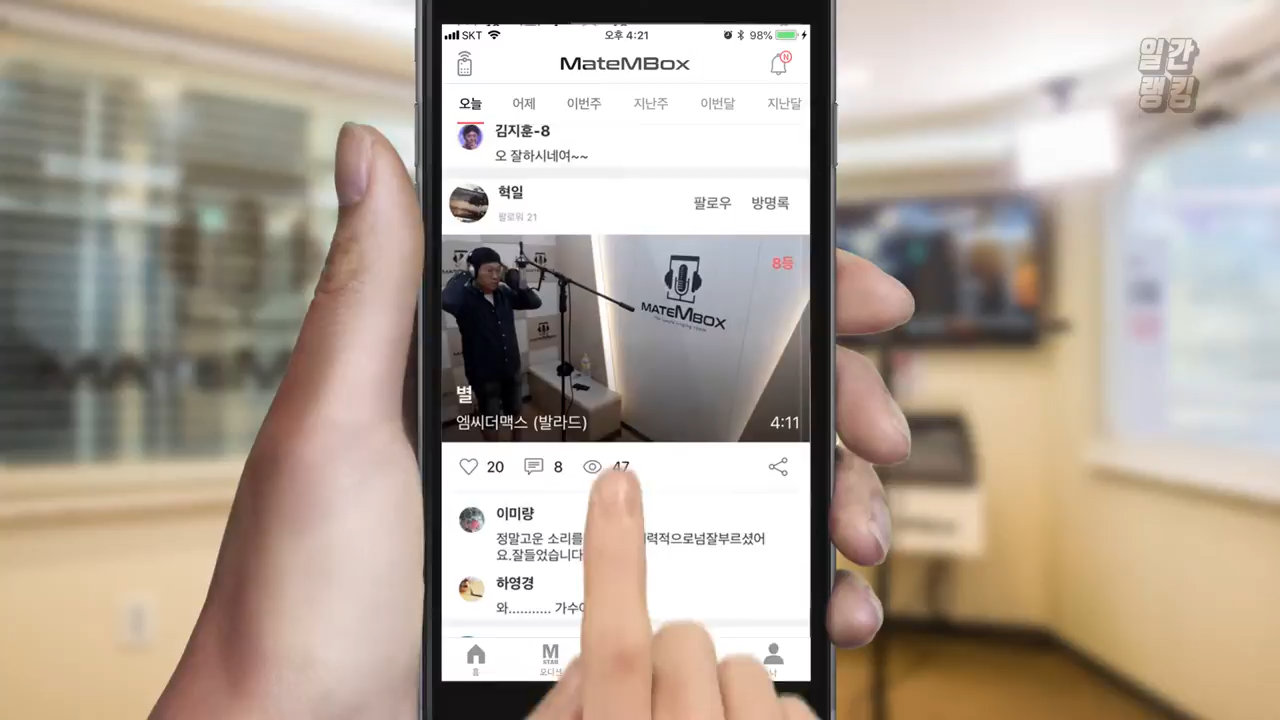 일간
랭킹
SKT 오후 4:21 98%
MateMBox
N
오늘 어제 이번주 지난주 이번달 지난달
김지훈-8
오 잘하시네여~~
혁일
팔로워 21
팔로우 방명록
8등
MATEMBOX
별
엠씨더맥스 (발라드)
4:11
20 8 47
이미량
정말고운 소리를
력적으로넘잘부르셨어
요.잘들었습니다
하영경
와........... 가수
홈
M
STAR
오디션